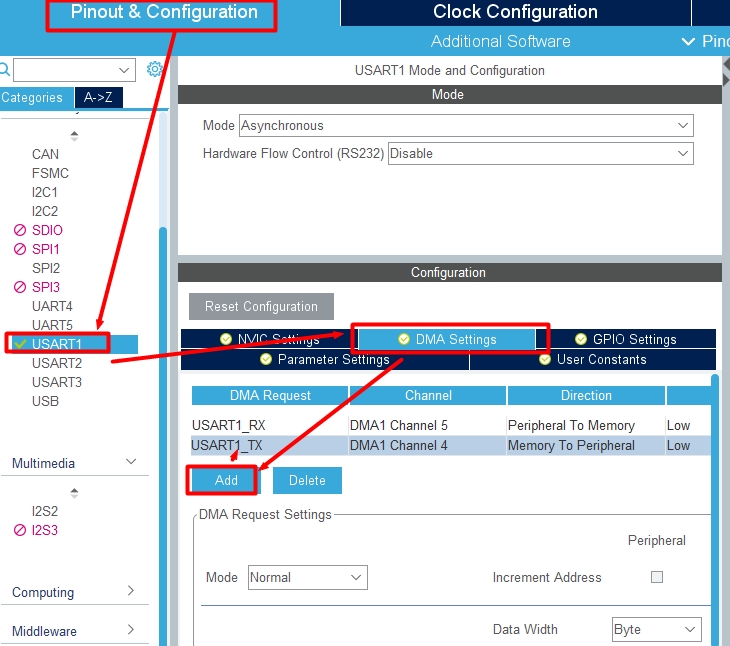 Pinout & Configuration
Clock Configuration
Additional Software
Pino
USART1 Mode and Configuration
Categories
A->Z
Mode
Mode Asynchronous
Hardware Flow Control (RS232) Disable
CAN
FSMC
I2C1
I2C2
SDIO
SPI1
SPI2
SPI3
UART4
UART5
USART1
USART2
USART3
USB
Multimedia
I2S2
I2S3
Computing
Middleware
Configuration
Reset Configuration
NVIC Settings
DMA Settings
GPIO Settings
Parameter Settings
User Constants
DMA Request Channel Direction
USART1_RX DMA1 Channel 5 Peripheral To Memory Low
USART1_TX DMA1 Channel 4 Memory To Peripheral Low
Add
Delete
DMA Request Settings
Peripheral
Mode Normal
Increment Address
Data Width Byte